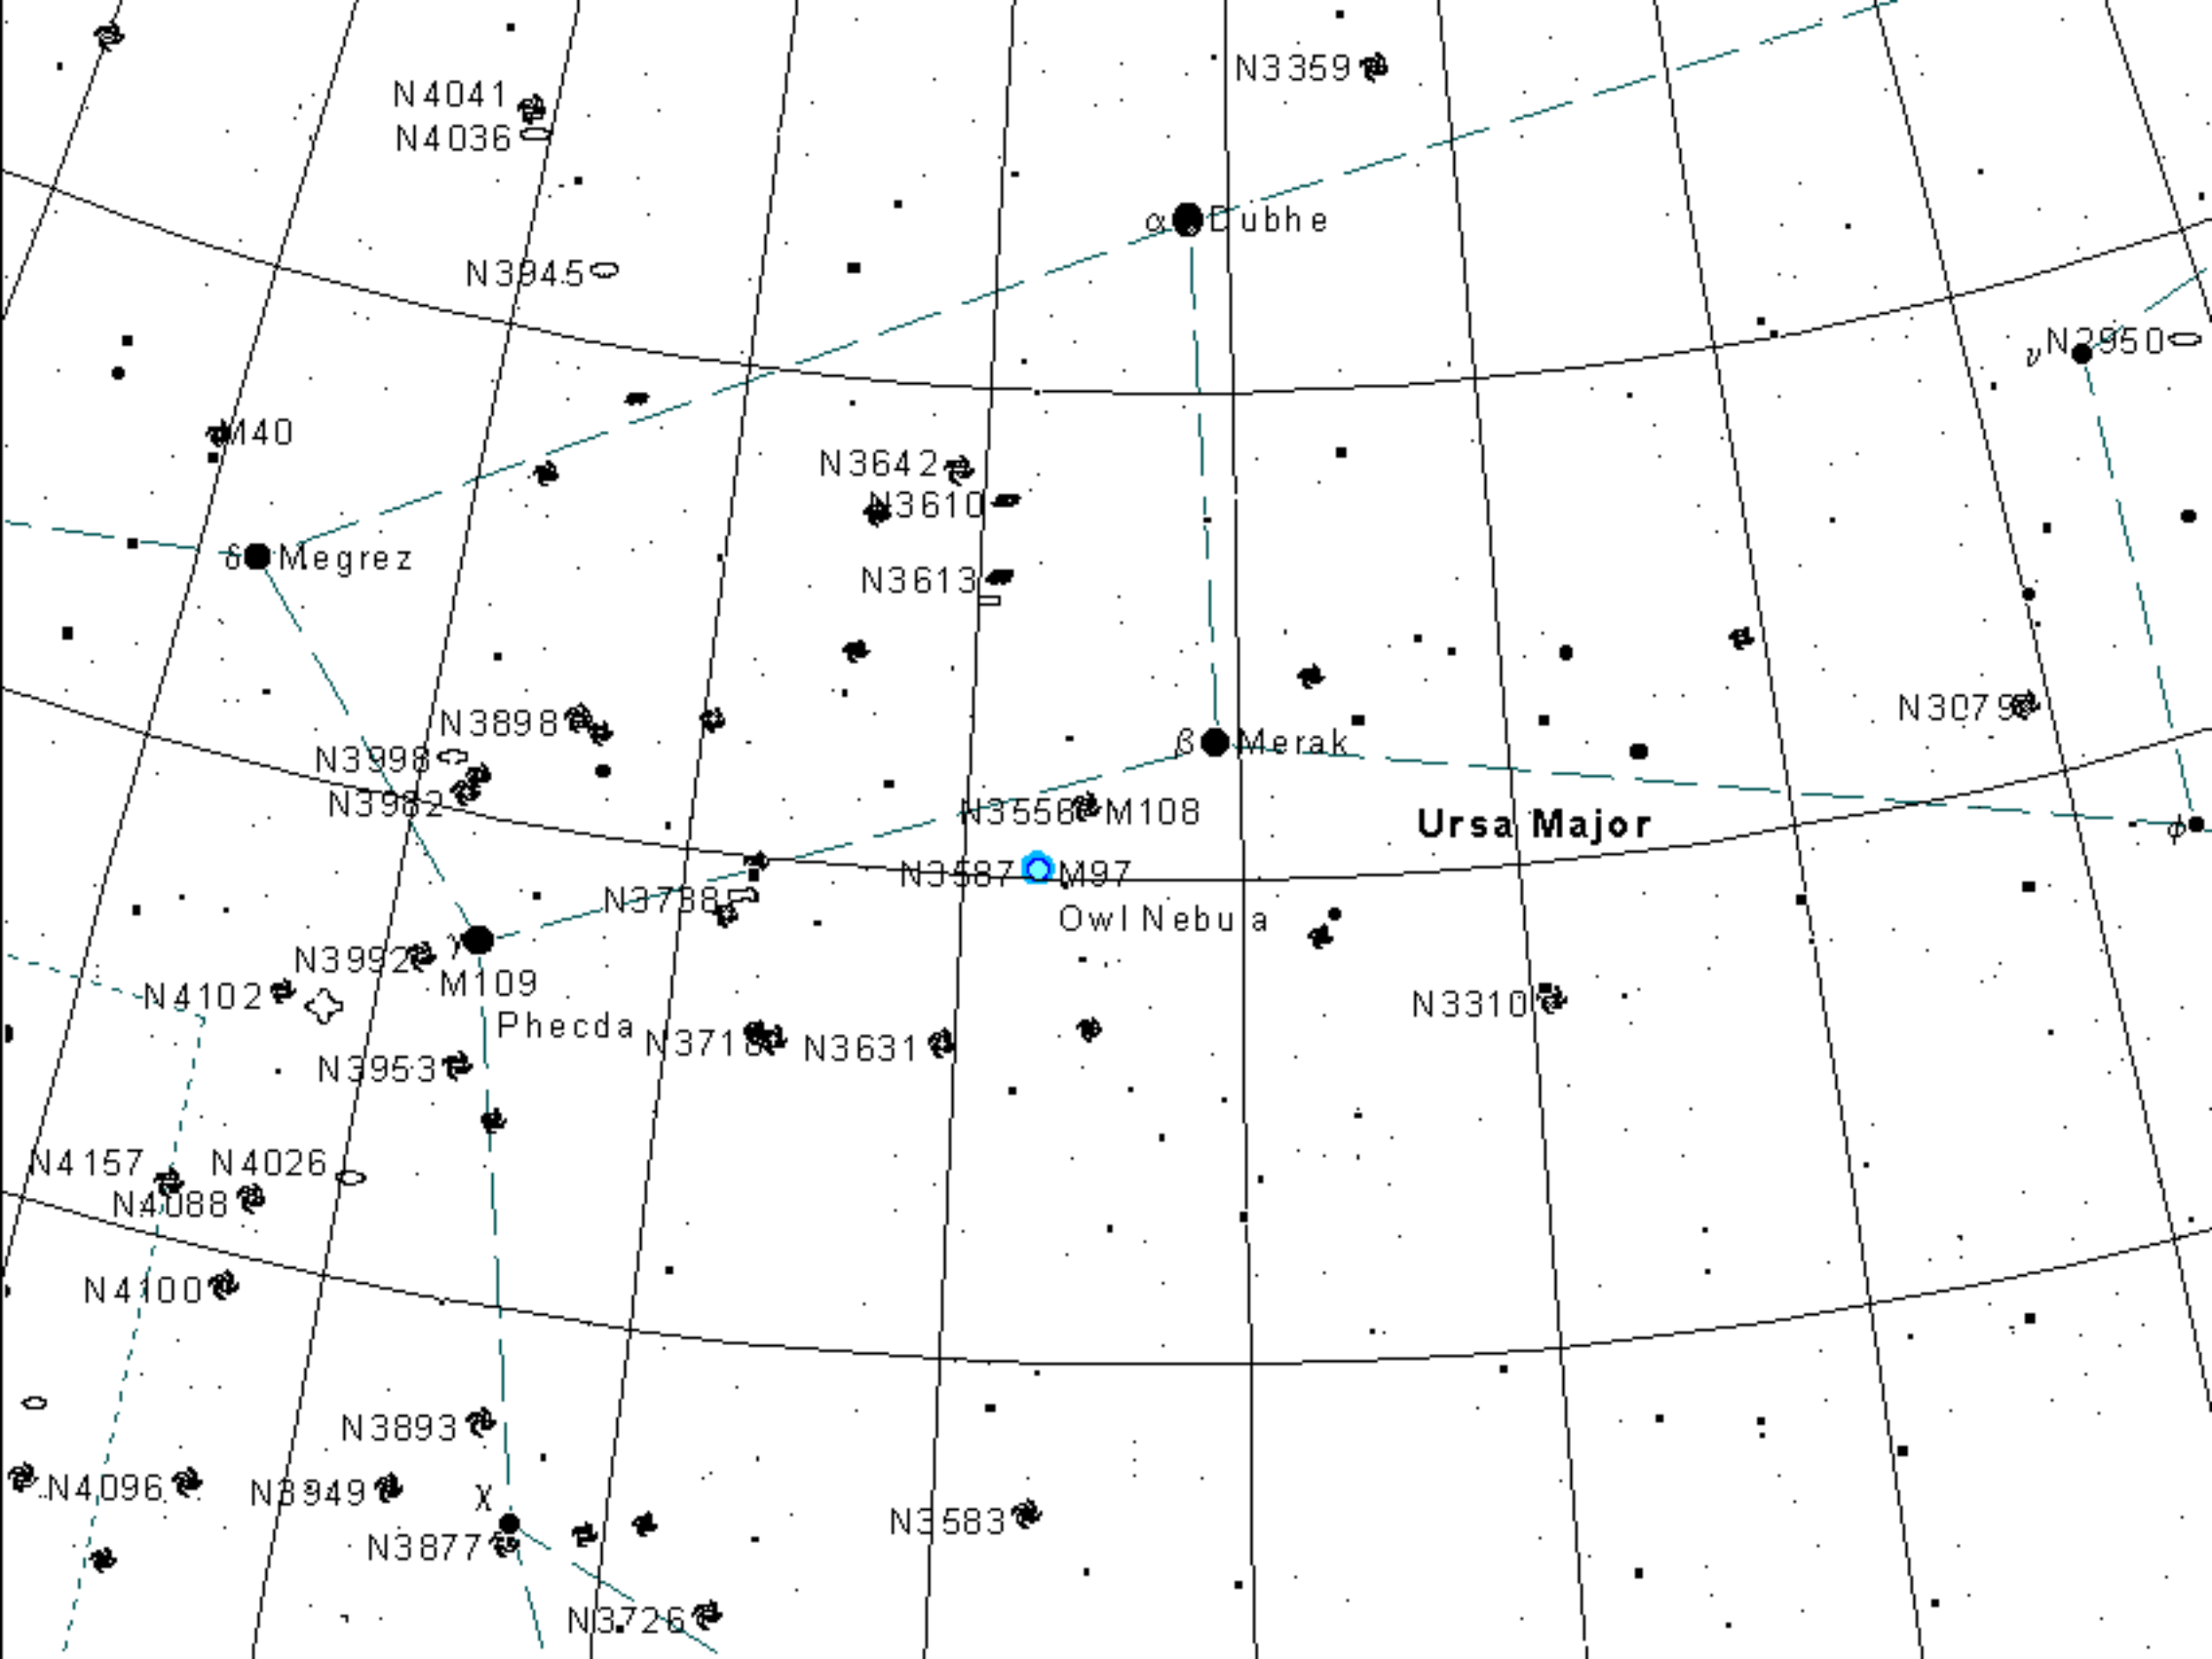 N4041
N3359
N4036
α Dubhe
N3945
ν N2950
M40
N3642
N3610
δ Megrez
N3613
N3079
N3898
β Merak
N3998
N3982
N3556 M108
Ursa Major
φ
N3587 M97
N3738
Owl Nebula
γ
N3992
M109
N4102
N3310
Phecda
N3718
N3631
N3953
N4157
N4026
N4088
N4100
N3893
N4096
N3949
χ
N3583
N3877
N3726